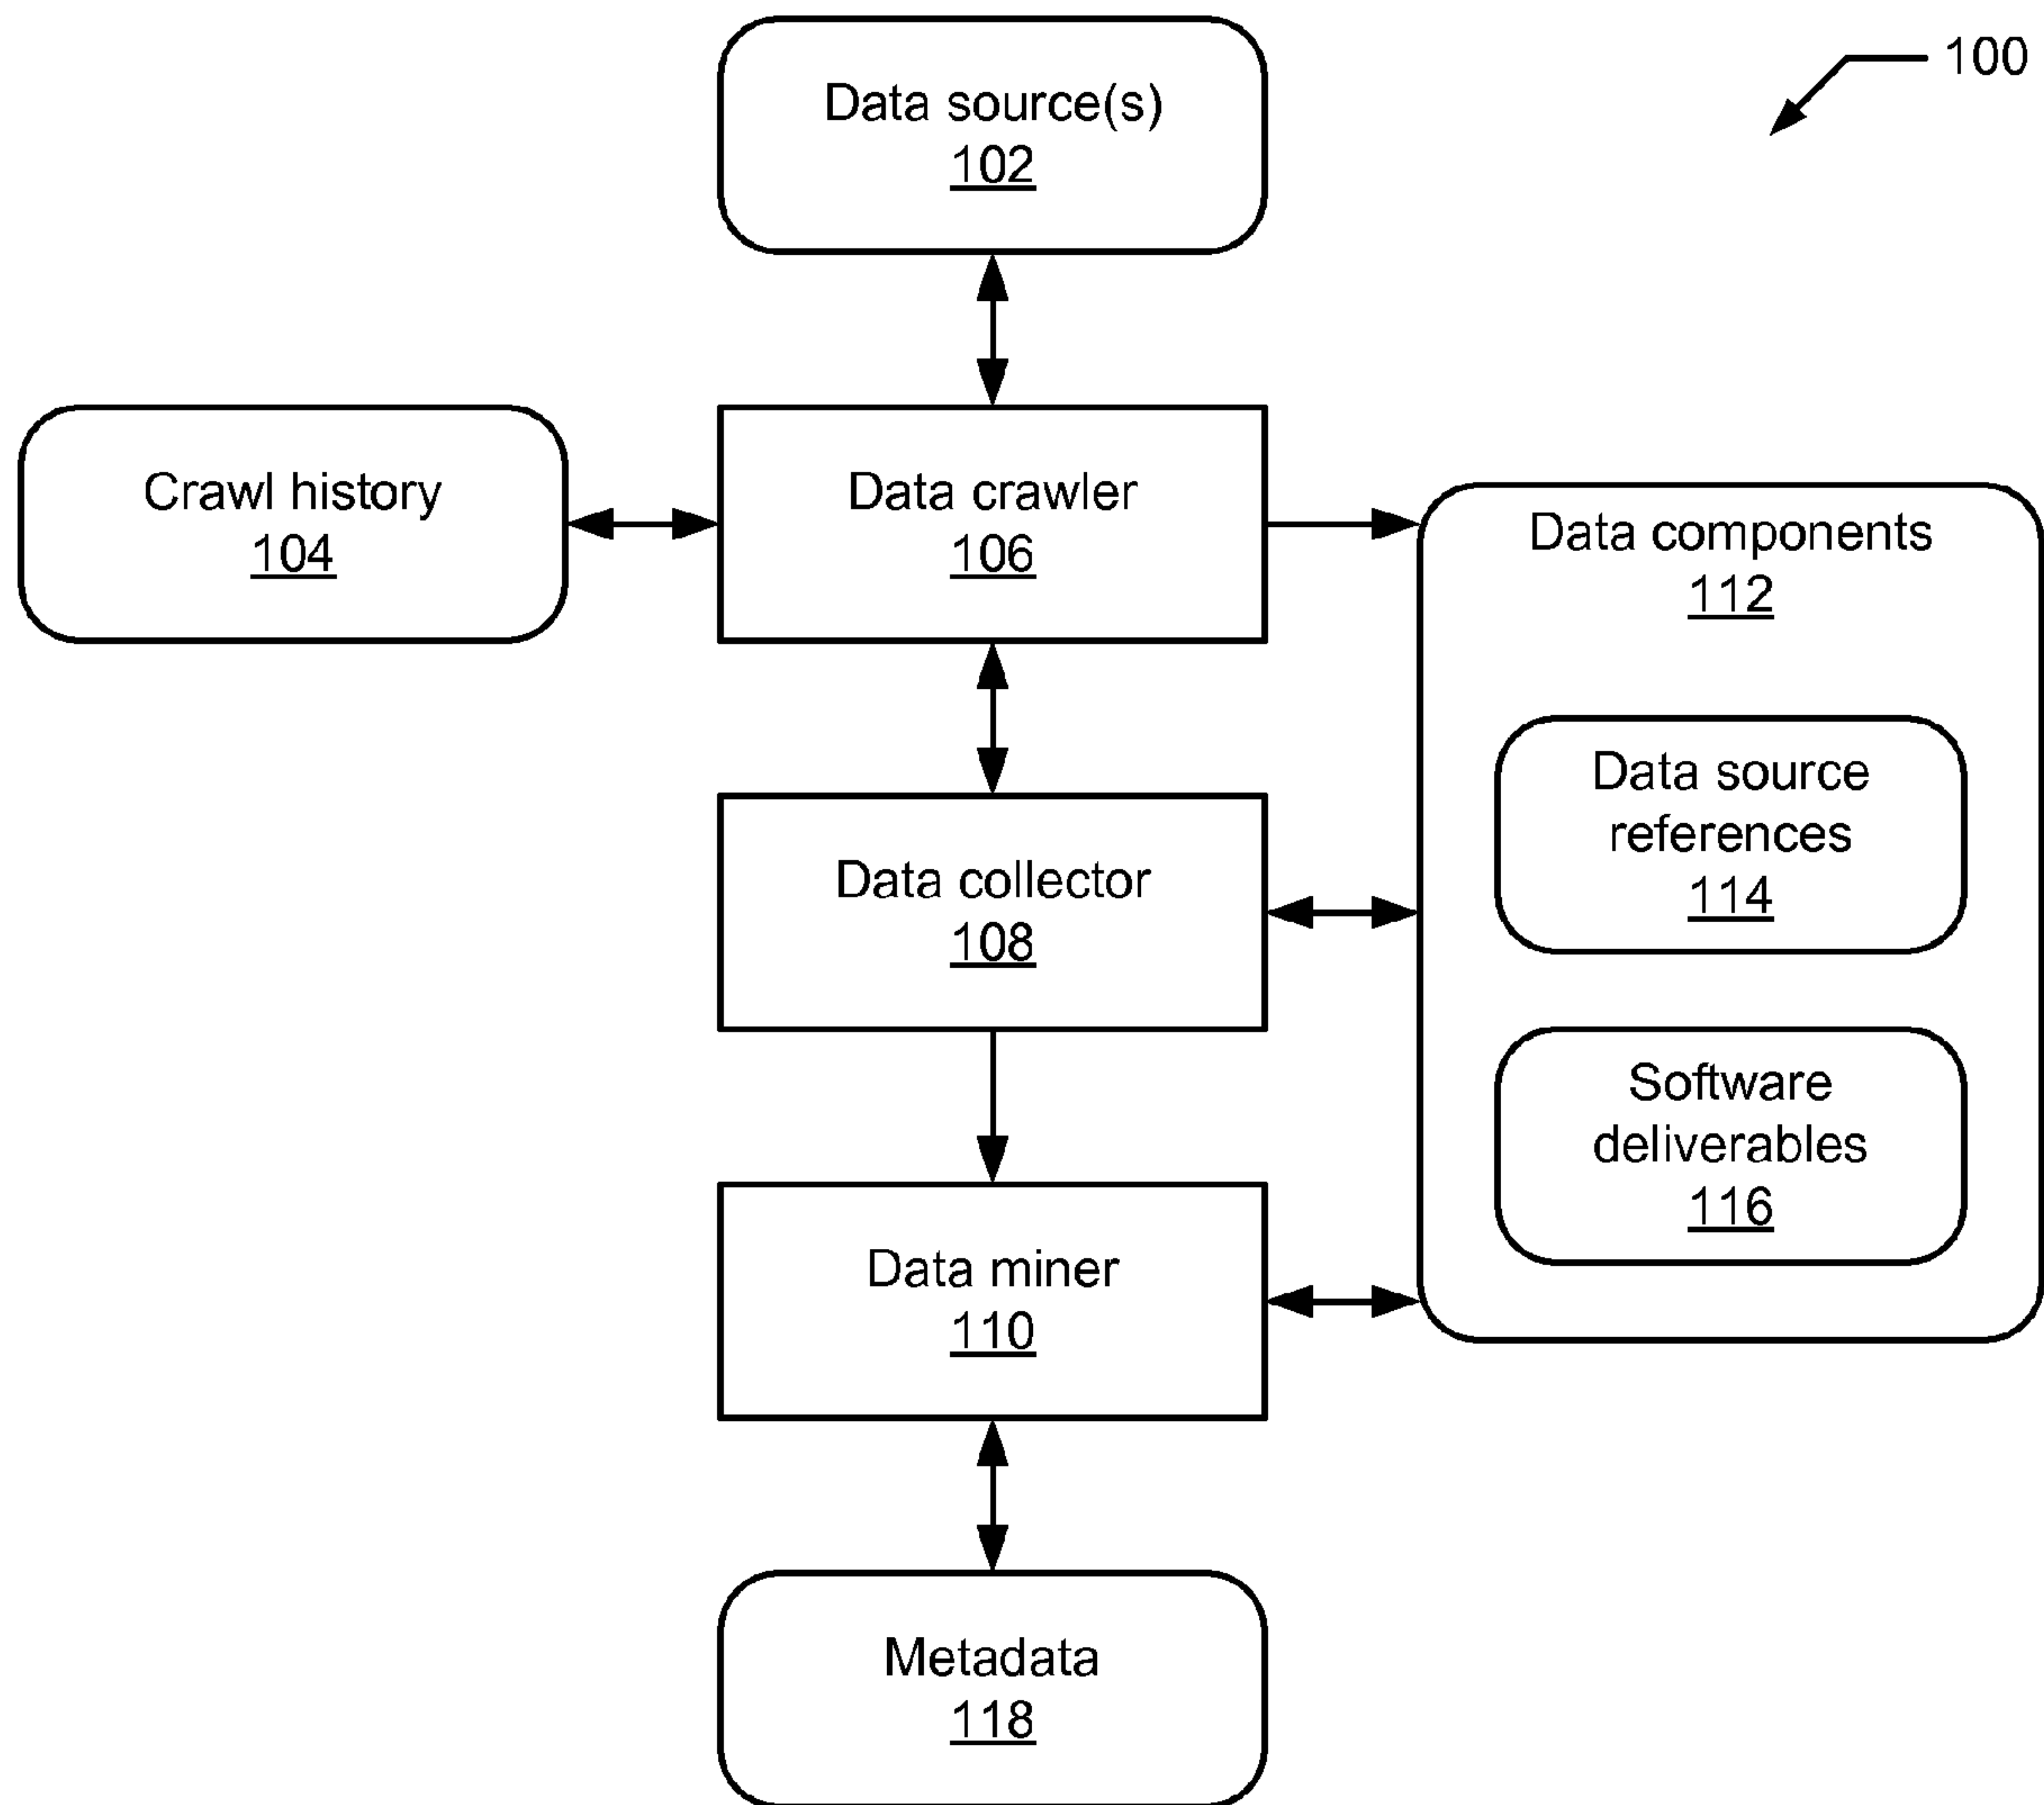 100
Data source(s)
102
Crawl history
104
Data crawler
106
Data components
112
Data source
references
114
Data collector
108
Software
deliverables
116
Data miner
110
Metadata
118